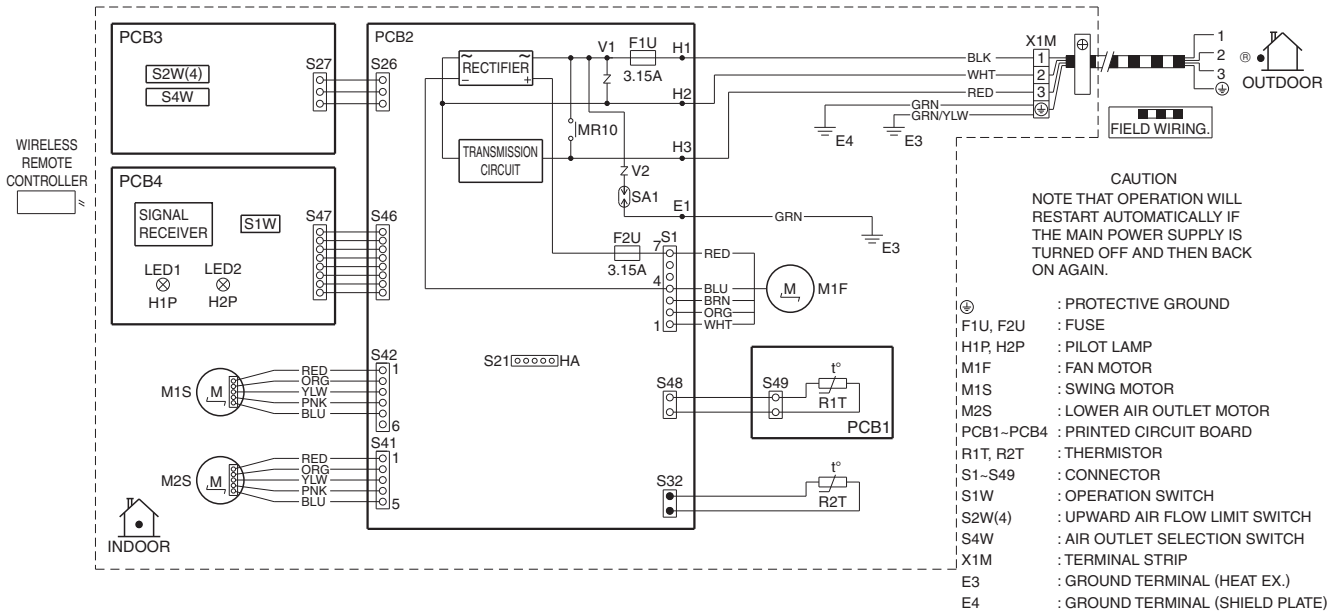 PCB3
S2W(4)
S4W
S27
WIRELESS
REMOTE
CONTROLLER
PCB4
SIGNAL
RECEIVER
S1W
S47
LED1
H1P
LED2
H2P
M1S
M
RED
ORG
YLW
PNK
BLU
M2S
M
RED
ORG
YLW
PNK
BLU
INDOOR
PCB2
S26
S46
S42
1
6
S41
1
5
RECTIFIER
~
~
−
+
TRANSMISSION
CIRCUIT
MR10
V1
F1U
3.15A
H1
H2
H3
V2
SA1
E1
F2U
3.15A
S1
7
4
1
S21
HA
S48
S32
RED
BLU
BRN
ORG
WHT
M
M1F
S49
t°
R1T
PCB1
t°
R2T
GRN
E3
BLK
WHT
RED
GRN
GRN/YLW
E4
E3
X1M
1
2
3
1
2
3
®
OUTDOOR
FIELD WIRING.
CAUTION
NOTE THAT OPERATION WILL
RESTART AUTOMATICALLY IF
THE MAIN POWER SUPPLY IS
TURNED OFF AND THEN BACK
ON AGAIN.
: PROTECTIVE GROUND
F1U, F2U : FUSE
H1P, H2P : PILOT LAMP
M1F : FAN MOTOR
M1S : SWING MOTOR
M2S : LOWER AIR OUTLET MOTOR
PCB1~PCB4 : PRINTED CIRCUIT BOARD
R1T, R2T : THERMISTOR
S1~S49 : CONNECTOR
S1W : OPERATION SWITCH
S2W(4) : UPWARD AIR FLOW LIMIT SWITCH
S4W : AIR OUTLET SELECTION SWITCH
X1M : TERMINAL STRIP
E3 : GROUND TERMINAL (HEAT EX.)
E4 : GROUND TERMINAL (SHIELD PLATE)